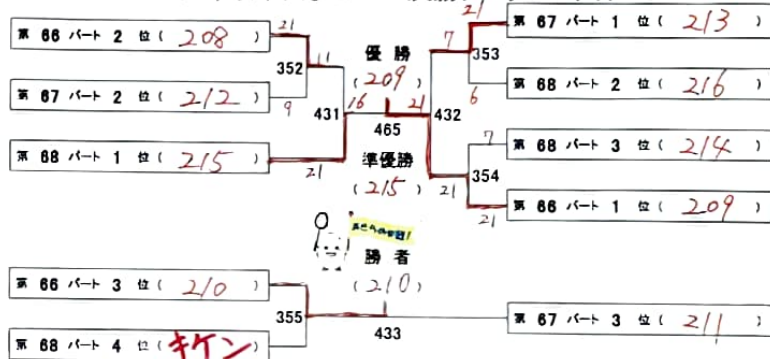 第 66 パート 2 位 ( 208 )
21
11
352
第 67 パート 2 位 ( 212 )
9
431
16
第 68 パート 1 位 ( 215 )
21
優 勝
( 209 )
465
21
準優勝
( 215 )
21
第 67 パート 1 位 ( 213 )
7
353
第 68 パート 2 位 ( 216 )
6
432
7
第 68 パート 3 位 ( 214 )
354
21
第 66 パート 1 位 ( 209 )
21
勝 者
( 210 )
第 66 パート 3 位 ( 210 )
355
433
第 68 パート 4 位 ( キケン )
第 67 パート 3 位 ( 211 )